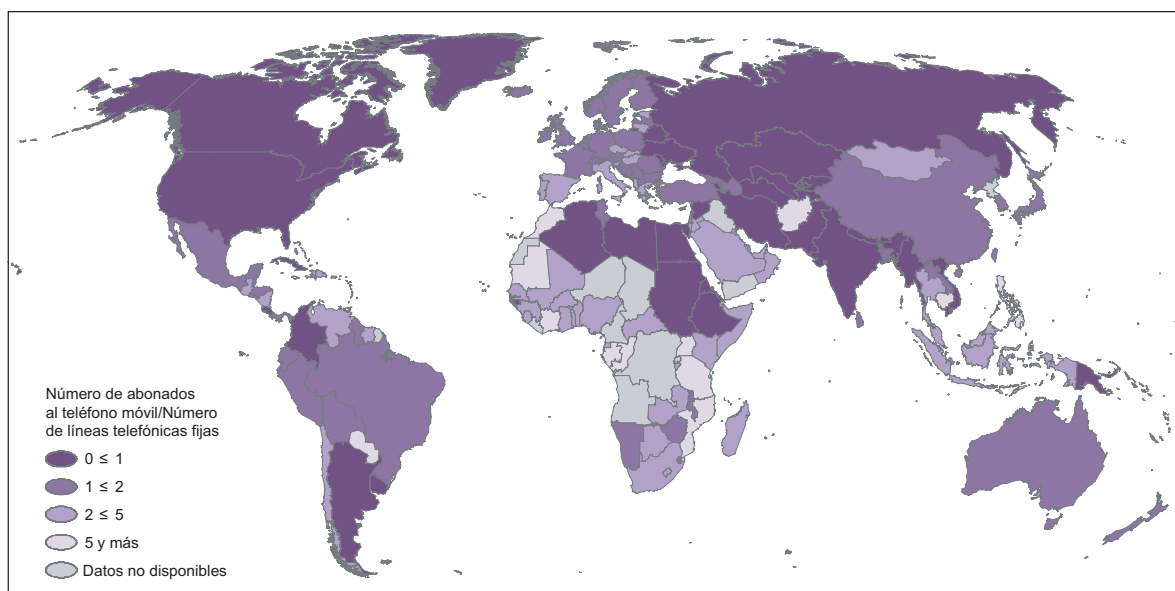 Número de abonados
al teléfono móvil/Número
de líneas telefónicas fijas
0 ≤ 1
1 ≤ 2
2 ≤ 5
5 y más
Datos no disponibles